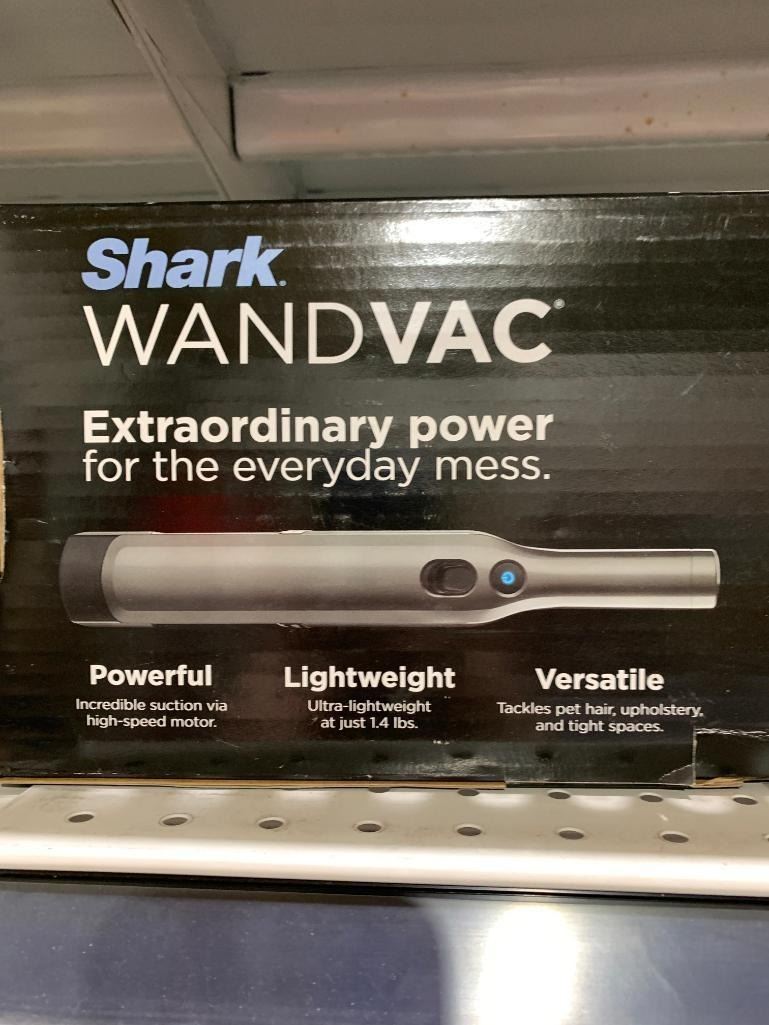 Shark.
WANDVAC®
Extraordinary power
for the everyday mess.
Powerful
Incredible suction via
high-speed motor.
Lightweight
Ultra-lightweight
at just 1.4 lbs.
Versatile
Tackles pet hair, upholstery,
and tight spaces.